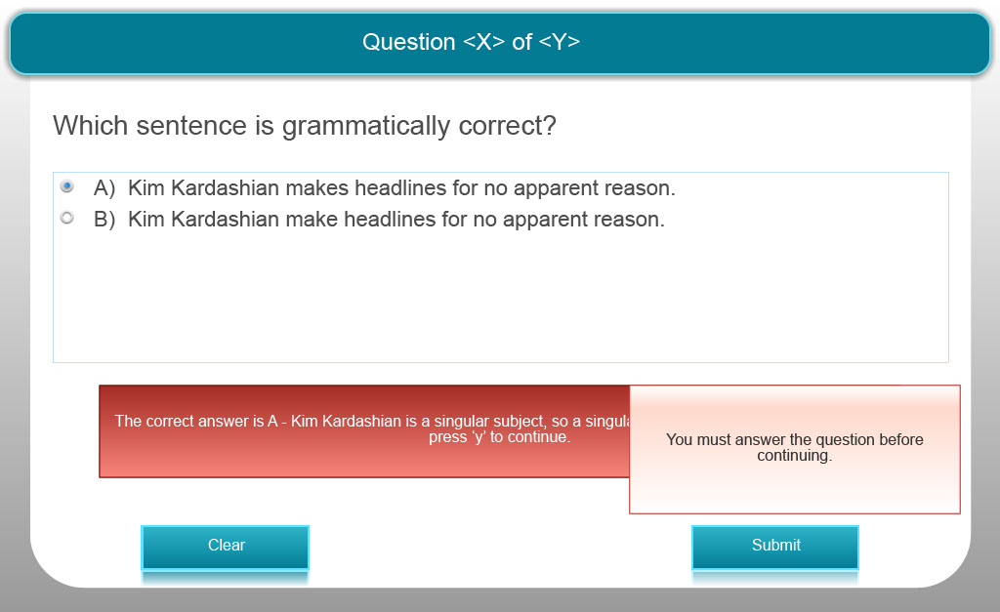 Question <X> of <Y>
Which sentence is grammatically correct?
A) Kim Kardashian makes headlines for no apparent reason.
B) Kim Kardashian make headlines for no apparent reason.
The correct answer is A - Kim Kardashian is a singular subject, so a
press ‘y’ to continue.
You must answer the question before
continuing.
Clear
Submit